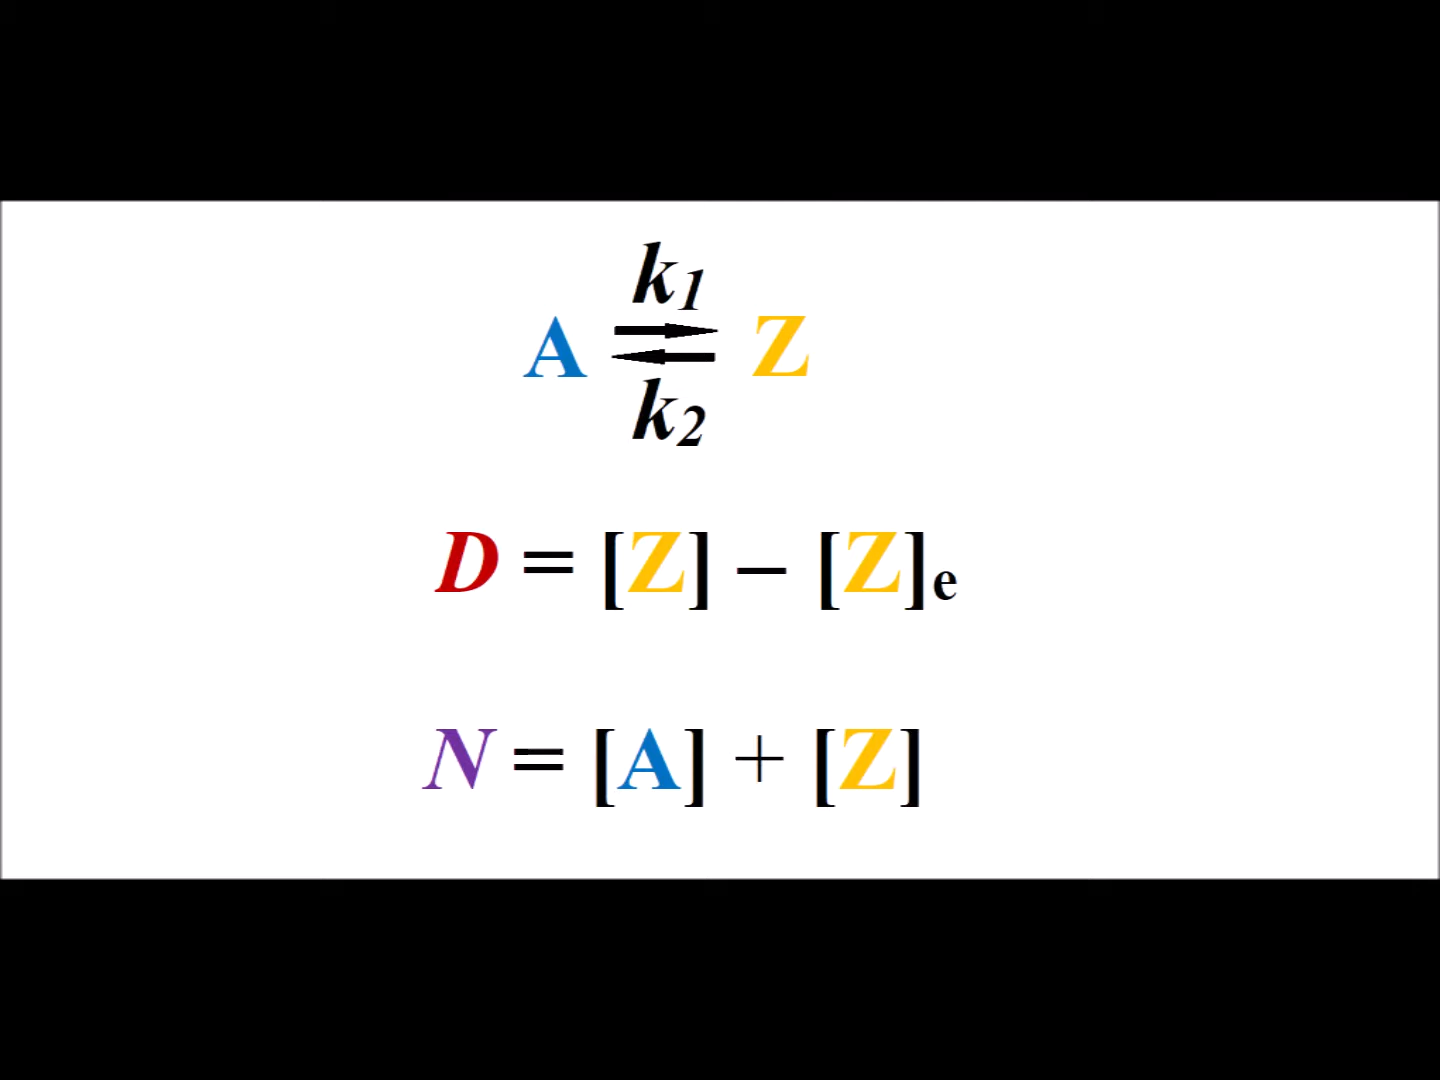 k1
A ⇌ Z
k2
D = [Z] – [Z]e
N = [A] + [Z]